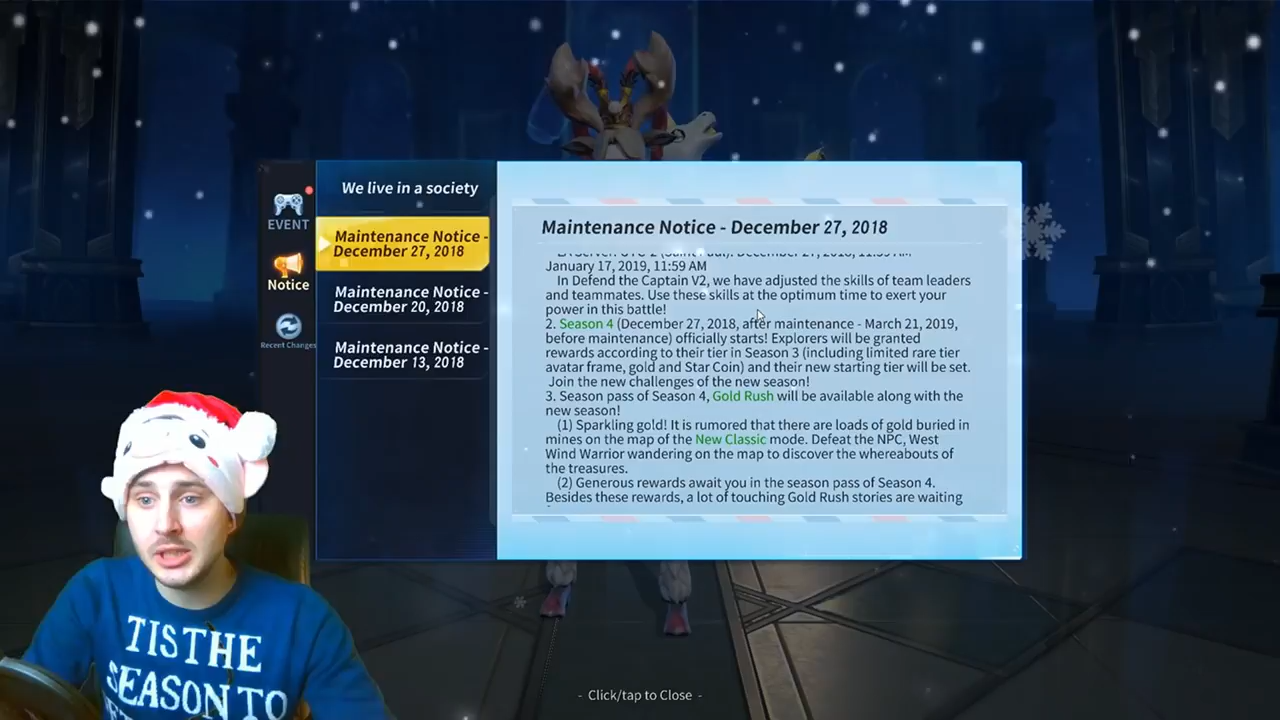 We live in a society
EVENT
Maintenance Notice -
December 27, 2018
Notice
Maintenance Notice -
December 20, 2018
Recent Changes
Maintenance Notice -
December 13, 2018
Maintenance Notice - December 27, 2018
January 17, 2019, 11:59 AM
In Defend the Captain V2, we have adjusted the skills of team leaders
and teammates. Use these skills at the optimum time to exert your
power in this battle!
2. Season 4 (December 27, 2018, after maintenance - March 21, 2019,
before maintenance) officially starts! Explorers will be granted
rewards according to their tier in Season 3 (including limited rare tier
avatar frame, gold and Star Coin) and their new starting tier will be set.
Join the new challenges of the new season!
3. Season pass of Season 4, Gold Rush will be available along with the
new season!
(1) Sparkling gold! It is rumored that there are loads of gold buried in
mines on the map of the New Classic mode. Defeat the NPC, West
Wind Warrior wandering on the map to discover the whereabouts of
the treasures.
(2) Generous rewards await you in the season pass of Season 4.
Besides these rewards, a lot of touching Gold Rush stories are waiting
TIS THE
SEASON TO
- Click/tap to Close -